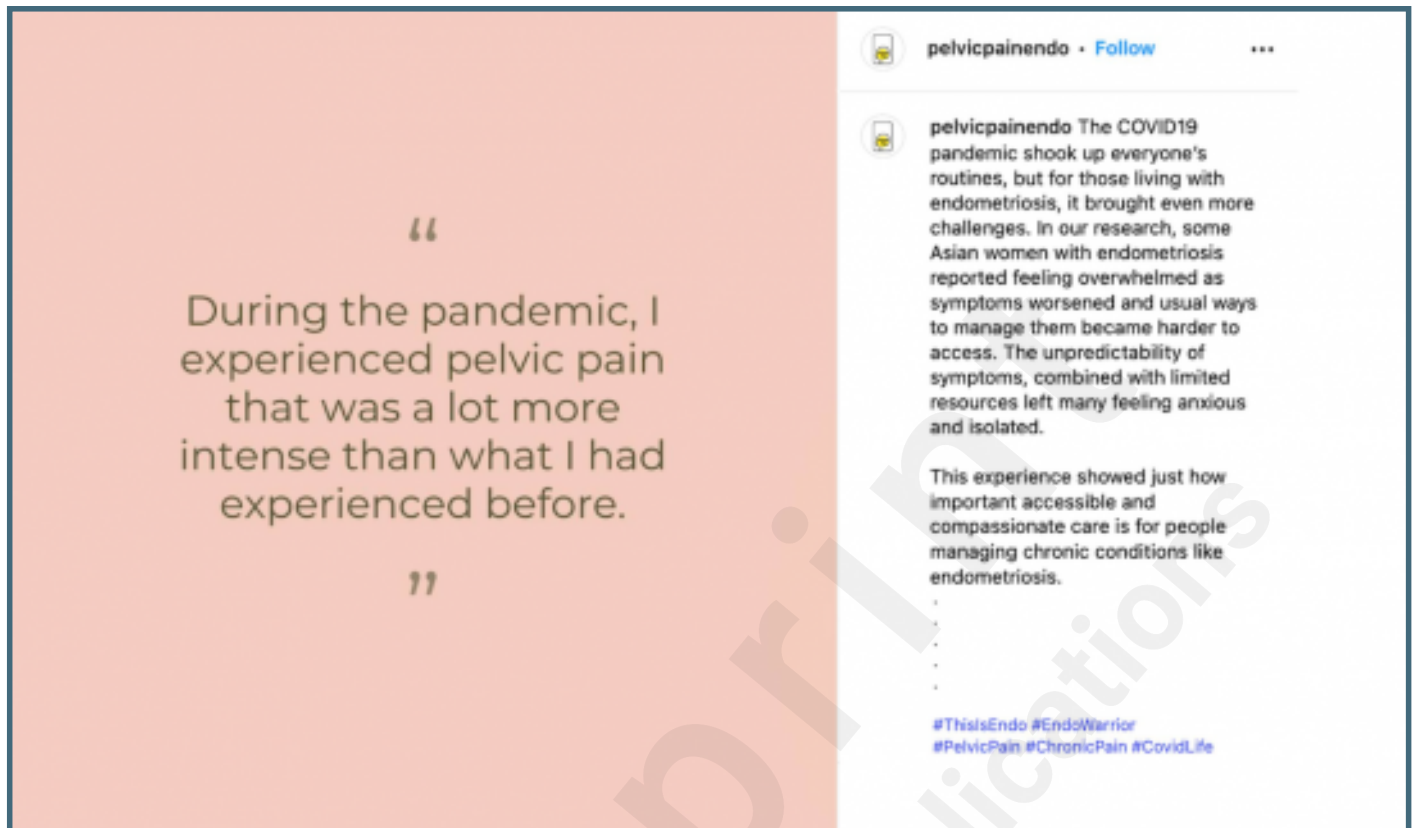 “
During the pandemic, I
experienced pelvic pain
that was a lot more
intense than what I had
experienced before.
”
pelvicpainendo • Follow •••
pelvicpainendo The COVID19
pandemic shook up everyone's
routines, but for those living with
endometriosis, it brought even more
challenges. In our research, some
Asian women with endometriosis
reported feeling overwhelmed as
symptoms worsened and usual ways
to manage them became harder to
access. The unpredictability of
symptoms, combined with limited
resources left many feeling anxious
and isolated.
This experience showed just how
important accessible and
compassionate care is for people
managing chronic conditions like
endometriosis.
.
.
.
.
.
#ThisIsEndo #EndoWarrior
#PelvicPain #ChronicPain #CovidLife
print
lications